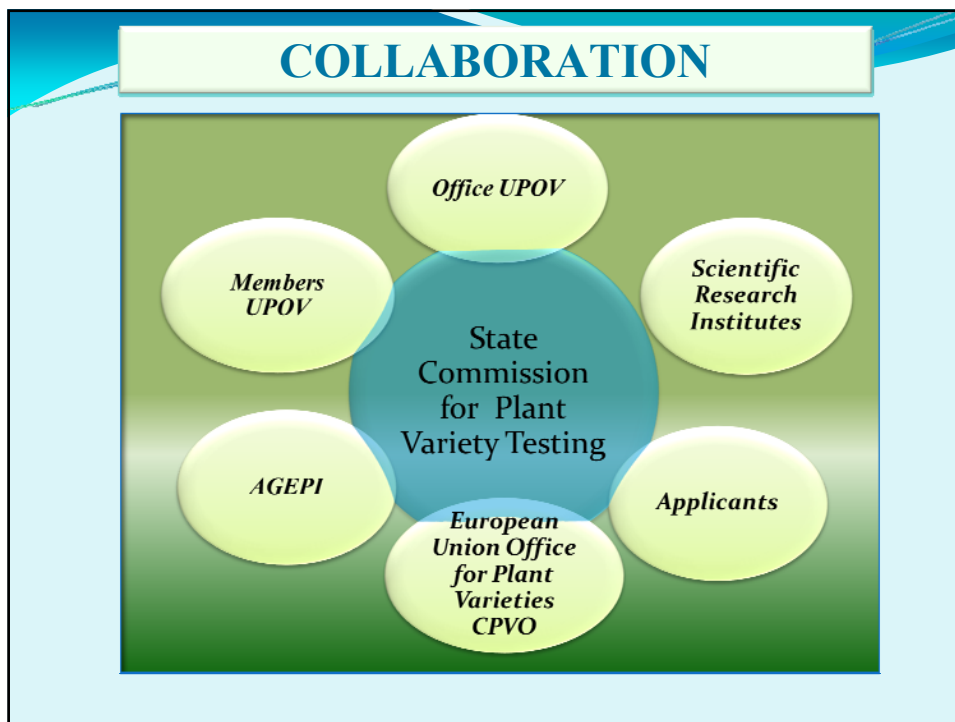 COLLABORATION
Office UPOV
Members
UPOV
Scientific
Research
Institutes
State
Commission
for Plant
Variety Testing
AGEPI
Applicants
European
Union Office
for Plant
Varieties
CPVO